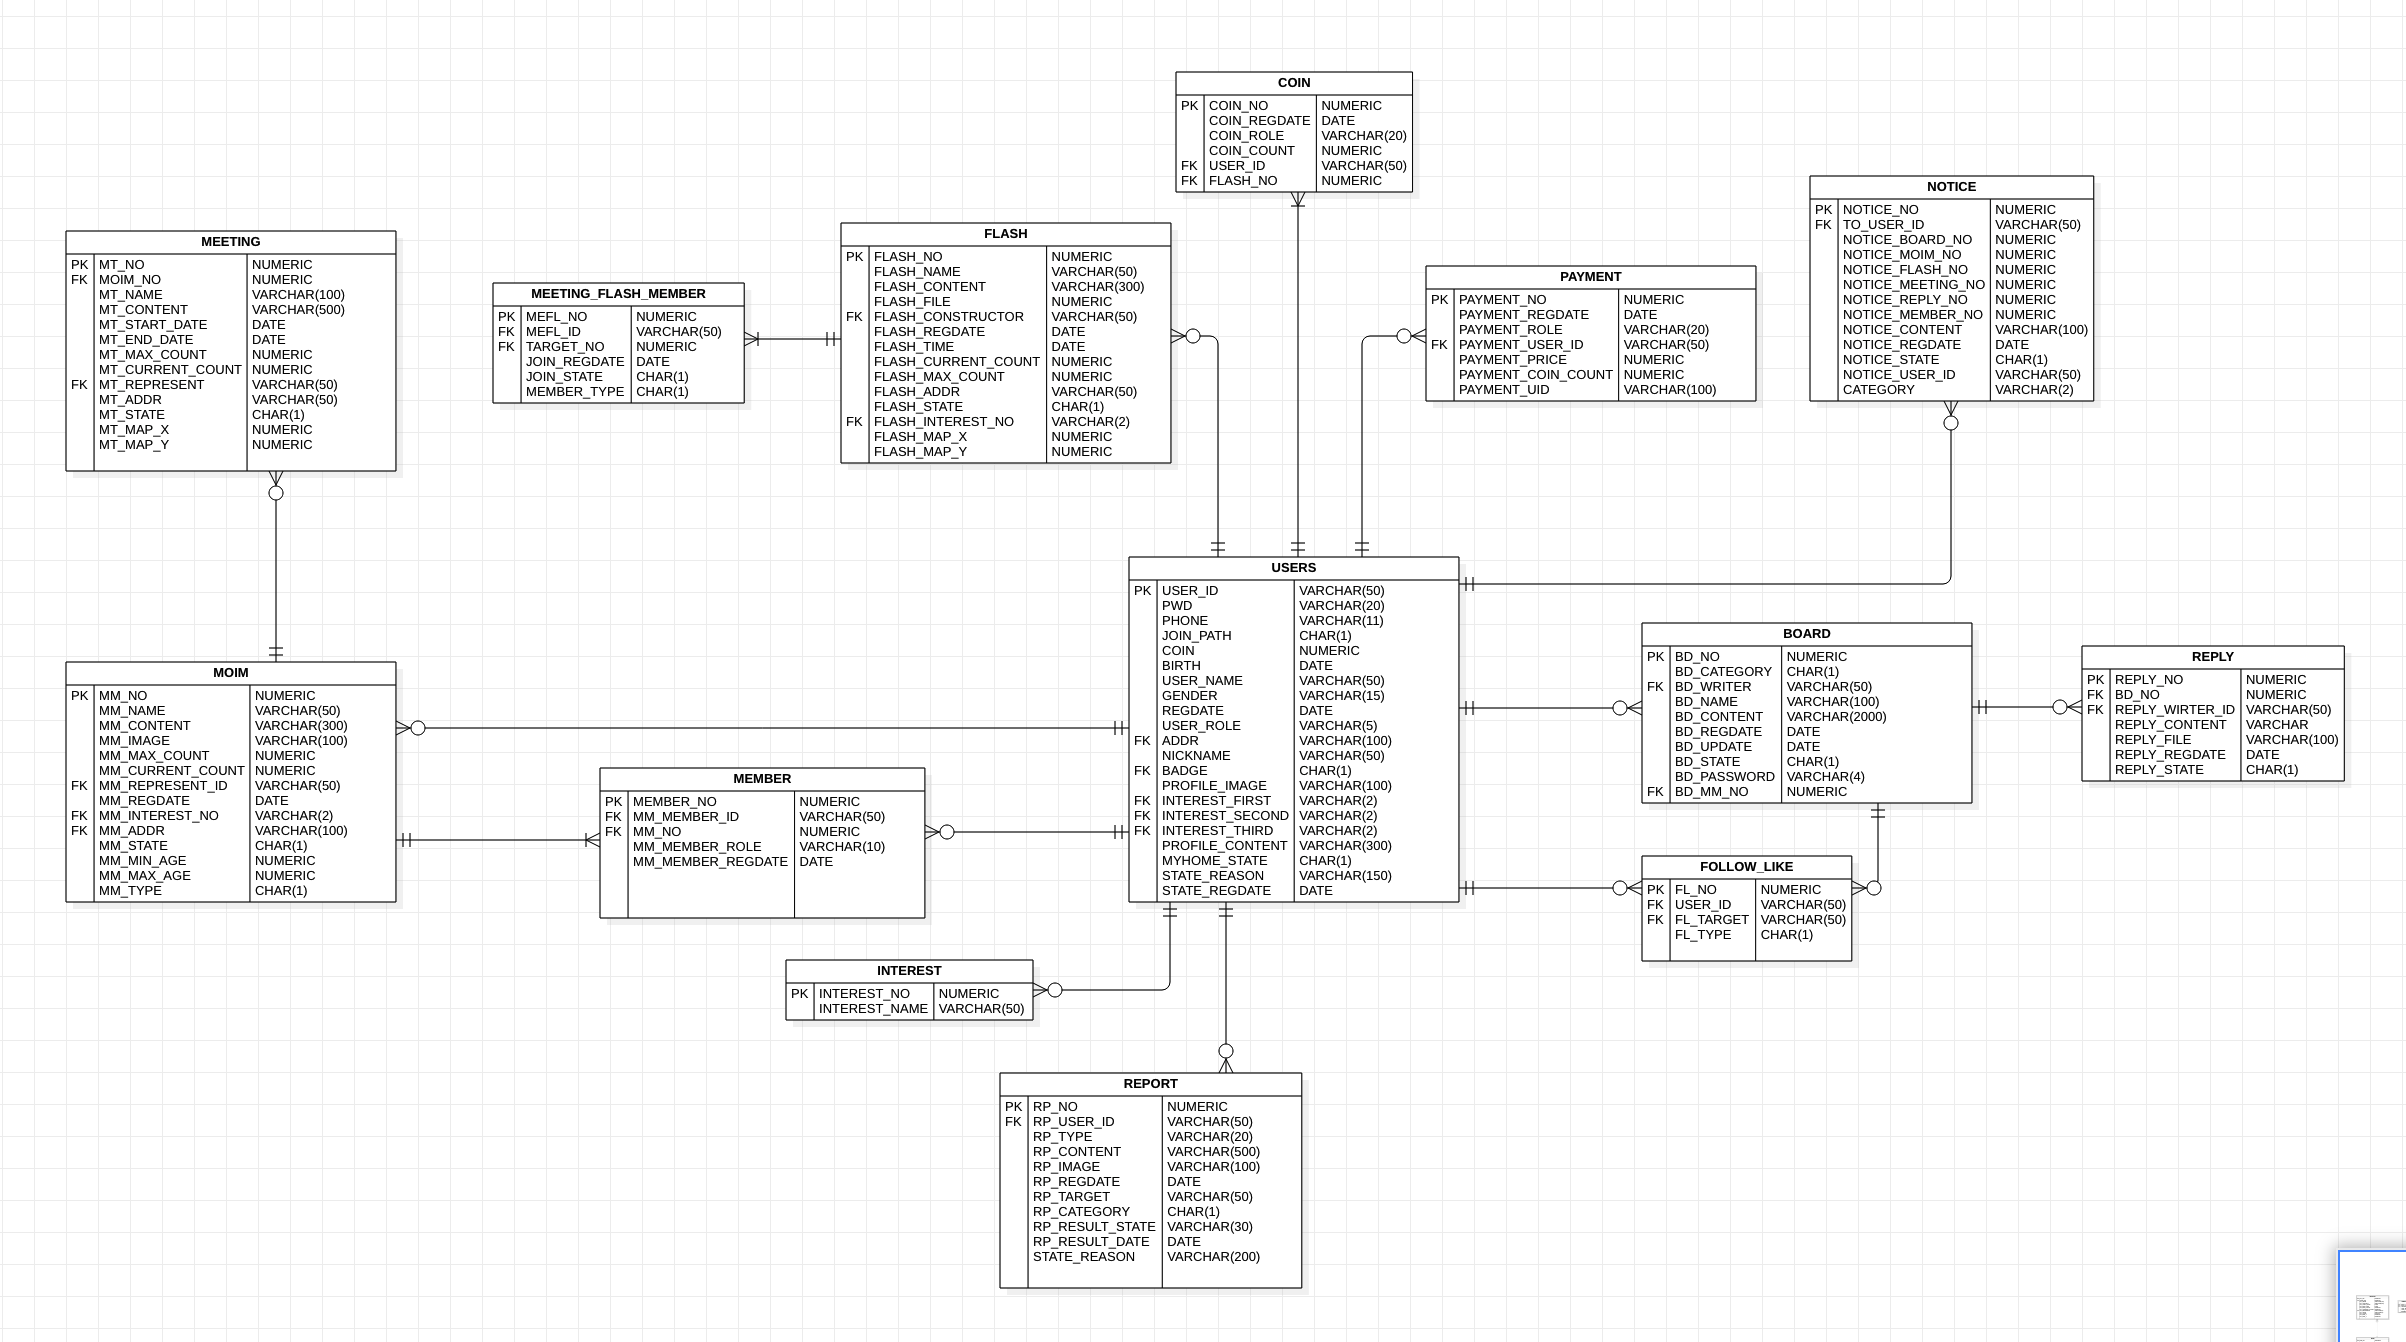 COIN
PK COIN_NO NUMERIC
COIN_REGDATE DATE
COIN_ROLE VARCHAR(20)
COIN_COUNT NUMERIC
FK USER_ID VARCHAR(50)
FK FLASH_NO NUMERIC
NOTICE
PK NOTICE_NO NUMERIC
FK TO_USER_ID VARCHAR(50)
NOTICE_BOARD_NO NUMERIC
NOTICE_MOIM_NO NUMERIC
NOTICE_FLASH_NO NUMERIC
NOTICE_MEETING_NO NUMERIC
NOTICE_REPLY_NO NUMERIC
NOTICE_MEMBER_NO NUMERIC
NOTICE_CONTENT VARCHAR(100)
NOTICE_REGDATE DATE
NOTICE_STATE CHAR(1)
NOTICE_USER_ID VARCHAR(50)
CATEGORY VARCHAR(2)
MEETING
PK MT_NO NUMERIC
FK MOIM_NO NUMERIC
MT_NAME VARCHAR(100)
MT_CONTENT VARCHAR(500)
MT_START_DATE DATE
MT_END_DATE DATE
MT_MAX_COUNT NUMERIC
MT_CURRENT_COUNT NUMERIC
FK MT_REPRESENT VARCHAR(50)
MT_ADDR VARCHAR(50)
MT_STATE CHAR(1)
MT_MAP_X NUMERIC
MT_MAP_Y NUMERIC
MEETING_FLASH_MEMBER
PK MEFL_NO NUMERIC
FK MEFL_ID VARCHAR(50)
FK TARGET_NO NUMERIC
JOIN_REGDATE DATE
JOIN_STATE CHAR(1)
MEMBER_TYPE CHAR(1)
FLASH
PK FLASH_NO NUMERIC
FLASH_NAME VARCHAR(50)
FLASH_CONTENT VARCHAR(300)
FLASH_FILE NUMERIC
FK FLASH_CONSTRUCTOR VARCHAR(50)
FLASH_REGDATE DATE
FLASH_TIME DATE
FLASH_CURRENT_COUNT NUMERIC
FLASH_MAX_COUNT NUMERIC
FLASH_ADDR VARCHAR(50)
FLASH_STATE CHAR(1)
FK FLASH_INTEREST_NO VARCHAR(2)
FLASH_MAP_X NUMERIC
FLASH_MAP_Y NUMERIC
PAYMENT
PK PAYMENT_NO NUMERIC
PAYMENT_REGDATE DATE
PAYMENT_ROLE VARCHAR(20)
FK PAYMENT_USER_ID VARCHAR(50)
PAYMENT_PRICE NUMERIC
PAYMENT_COIN_COUNT NUMERIC
PAYMENT_UID VARCHAR(100)
USERS
PK USER_ID VARCHAR(50)
PWD VARCHAR(20)
PHONE VARCHAR(11)
JOIN_PATH CHAR(1)
COIN NUMERIC
BIRTH DATE
USER_NAME VARCHAR(50)
GENDER VARCHAR(15)
REGDATE DATE
USER_ROLE VARCHAR(5)
FK ADDR VARCHAR(100)
NICKNAME VARCHAR(50)
FK BADGE CHAR(1)
PROFILE_IMAGE VARCHAR(100)
FK INTEREST_FIRST VARCHAR(2)
FK INTEREST_SECOND VARCHAR(2)
FK INTEREST_THIRD VARCHAR(2)
PROFILE_CONTENT VARCHAR(300)
MYHOME_STATE CHAR(1)
STATE_REASON VARCHAR(150)
STATE_REGDATE DATE
BOARD
PK BD_NO NUMERIC
BD_CATEGORY CHAR(1)
FK BD_WRITER VARCHAR(50)
BD_NAME VARCHAR(100)
BD_CONTENT VARCHAR(2000)
BD_REGDATE DATE
BD_UPDATE DATE
BD_STATE CHAR(1)
BD_PASSWORD VARCHAR(4)
FK BD_MM_NO NUMERIC
REPLY
PK REPLY_NO NUMERIC
FK BD_NO NUMERIC
FK REPLY_WIRTER_ID VARCHAR(50)
REPLY_CONTENT VARCHAR
REPLY_FILE VARCHAR(100)
REPLY_REGDATE DATE
REPLY_STATE CHAR(1)
MOIM
PK MM_NO NUMERIC
MM_NAME VARCHAR(50)
MM_CONTENT VARCHAR(300)
MM_IMAGE VARCHAR(100)
MM_MAX_COUNT NUMERIC
MM_CURRENT_COUNT NUMERIC
FK MM_REPRESENT_ID VARCHAR(50)
MM_REGDATE DATE
FK MM_INTEREST_NO VARCHAR(2)
FK MM_ADDR VARCHAR(100)
MM_STATE CHAR(1)
MM_MIN_AGE NUMERIC
MM_MAX_AGE NUMERIC
MM_TYPE CHAR(1)
MEMBER
PK MEMBER_NO NUMERIC
FK MM_MEMBER_ID VARCHAR(50)
FK MM_NO NUMERIC
MM_MEMBER_ROLE VARCHAR(10)
MM_MEMBER_REGDATE DATE
FOLLOW_LIKE
PK FL_NO NUMERIC
FK USER_ID VARCHAR(50)
FK FL_TARGET VARCHAR(50)
FL_TYPE CHAR(1)
INTEREST
PK INTEREST_NO NUMERIC
INTEREST_NAME VARCHAR(50)
REPORT
PK RP_NO NUMERIC
FK RP_USER_ID VARCHAR(50)
RP_TYPE VARCHAR(20)
RP_CONTENT VARCHAR(500)
RP_IMAGE VARCHAR(100)
RP_REGDATE DATE
RP_TARGET VARCHAR(50)
RP_CATEGORY CHAR(1)
RP_RESULT_STATE VARCHAR(30)
RP_RESULT_DATE DATE
STATE_REASON VARCHAR(200)